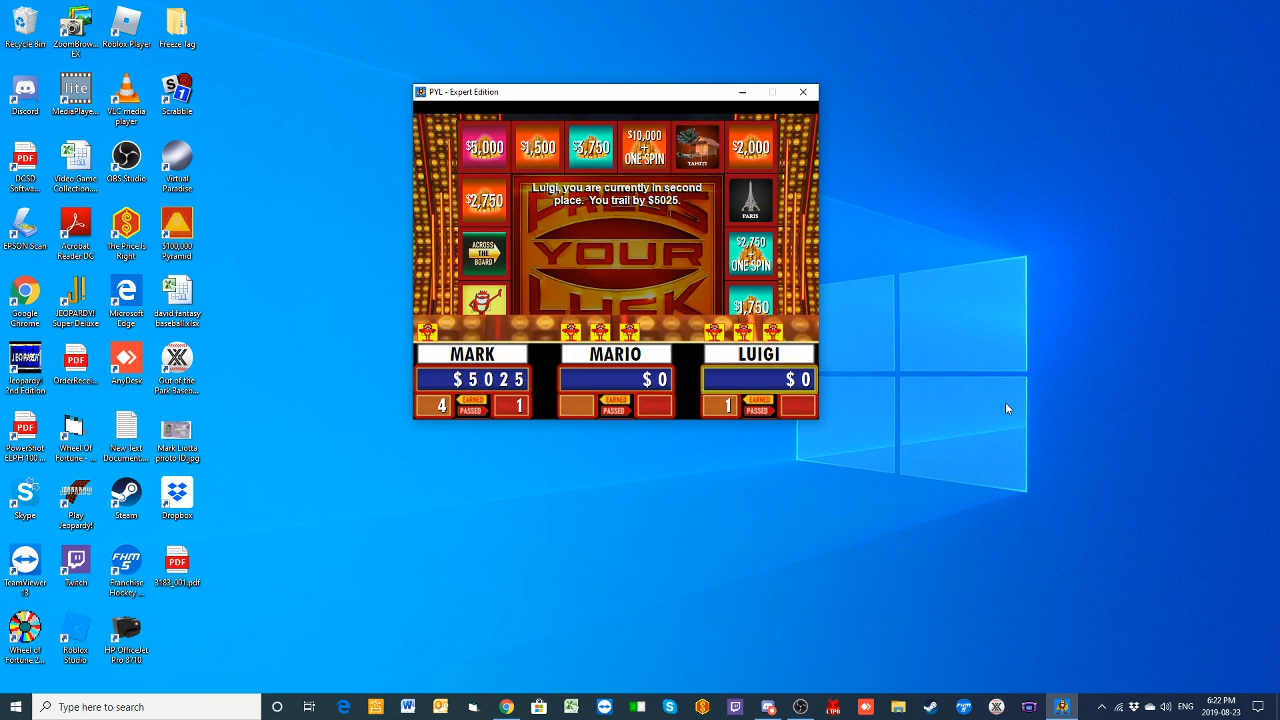 Recycle Bin
ZoomBrow... EX
Roblox Player
Freeze Tag
Discord
MediaPlaye...
VLC media player
Scrabble
DCSD Softwa...
Video Game Collection....
OBS Studio
Virtual Paradise
EPSON Scan
Acrobat Reader DC
The Price Is Right
$100,000 Pyramid
Google Chrome
JEOPARDY! Super Deluxe
Microsoft Edge
david fantasy baseball.xlsx
Jeopardy: 2nd Edition
OrderRecei...
AnyDesk
Out of the Park Baseb...
PowerShot ELPH 100 ...
Wheel Of Fortune - ...
New Text Document....
Mark Liotta photo ID.jpg
Skype
Play Jeopardy!
Steam
Dropbox
TeamViewer 13
Twitch
Franchise Hockey ...
3183_001.pdf
Wheel of Fortune 2...
Roblox Studio
HP OfficeJet Pro 8710
PYL - Expert Edition
$5,000
$1,500
$3,750
$10,000 + ONE SPIN
TAHITI
$2,000
$2,750
PARIS
ACROSS THE BOARD
$2,750 + ONE SPIN
$1,750
Luigi, you are currently in second
place. You trail by $5025.
PRESS
YOUR
LUCK
MARK
MARIO
LUIGI
$5025
$0
$0
4
EARNED
PASSED
1
EARNED
PASSED
1
EARNED
PASSED
Type here to search
ENG
6:22 PM
2019-08-23